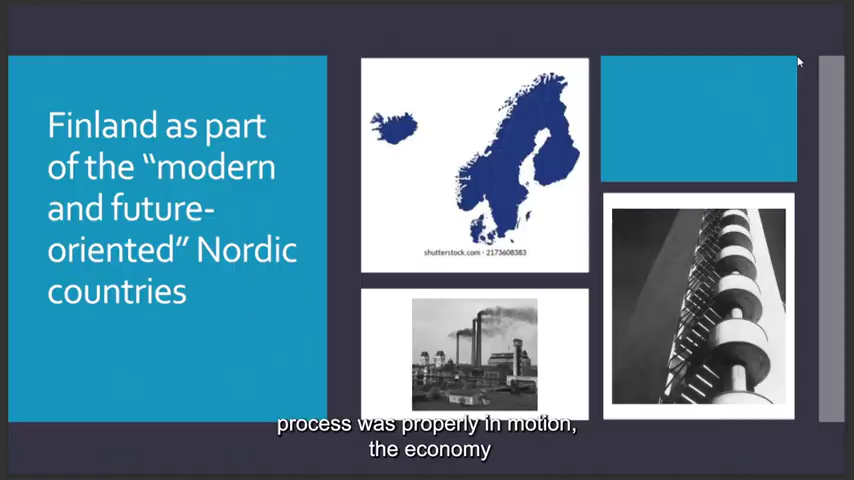 Finland as part
of the “modern
and future-
oriented” Nordic
countries
shutterstock.com · 2173608383
process was properly in motion,
the economy